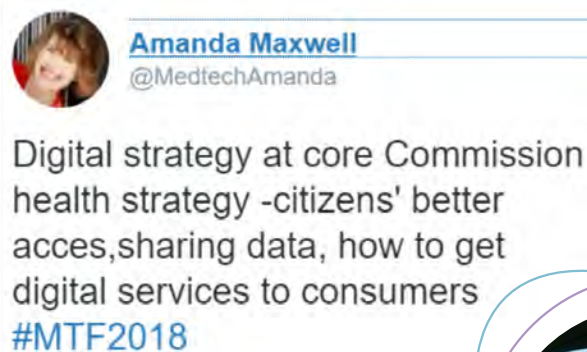 Amanda Maxwell
@MedtechAmanda
Digital strategy at core Commission
health strategy -citizens' better
acces,sharing data, how to get
digital services to consumers
#MTF2018